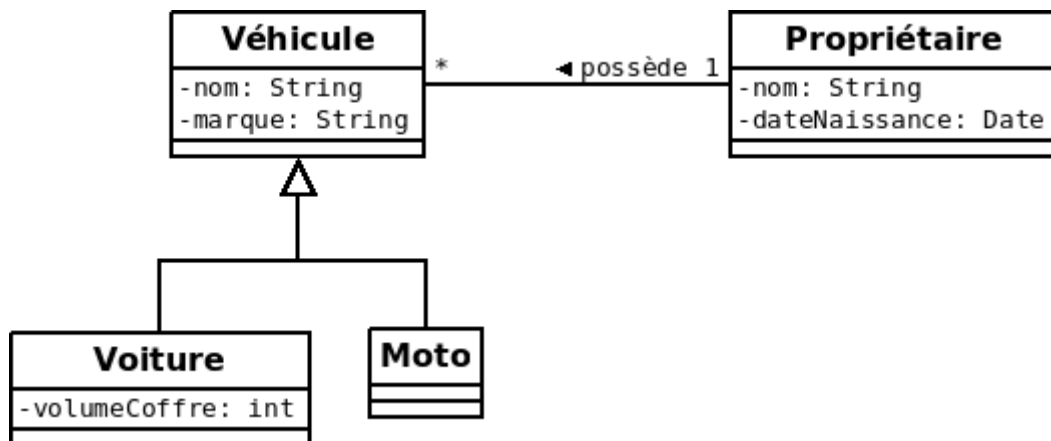 Véhicule
-nom: String
-marque: String
* ◄ possède 1
Propriétaire
-nom: String
-dateNaissance: Date
Voiture
-volumeCoffre: int
Moto